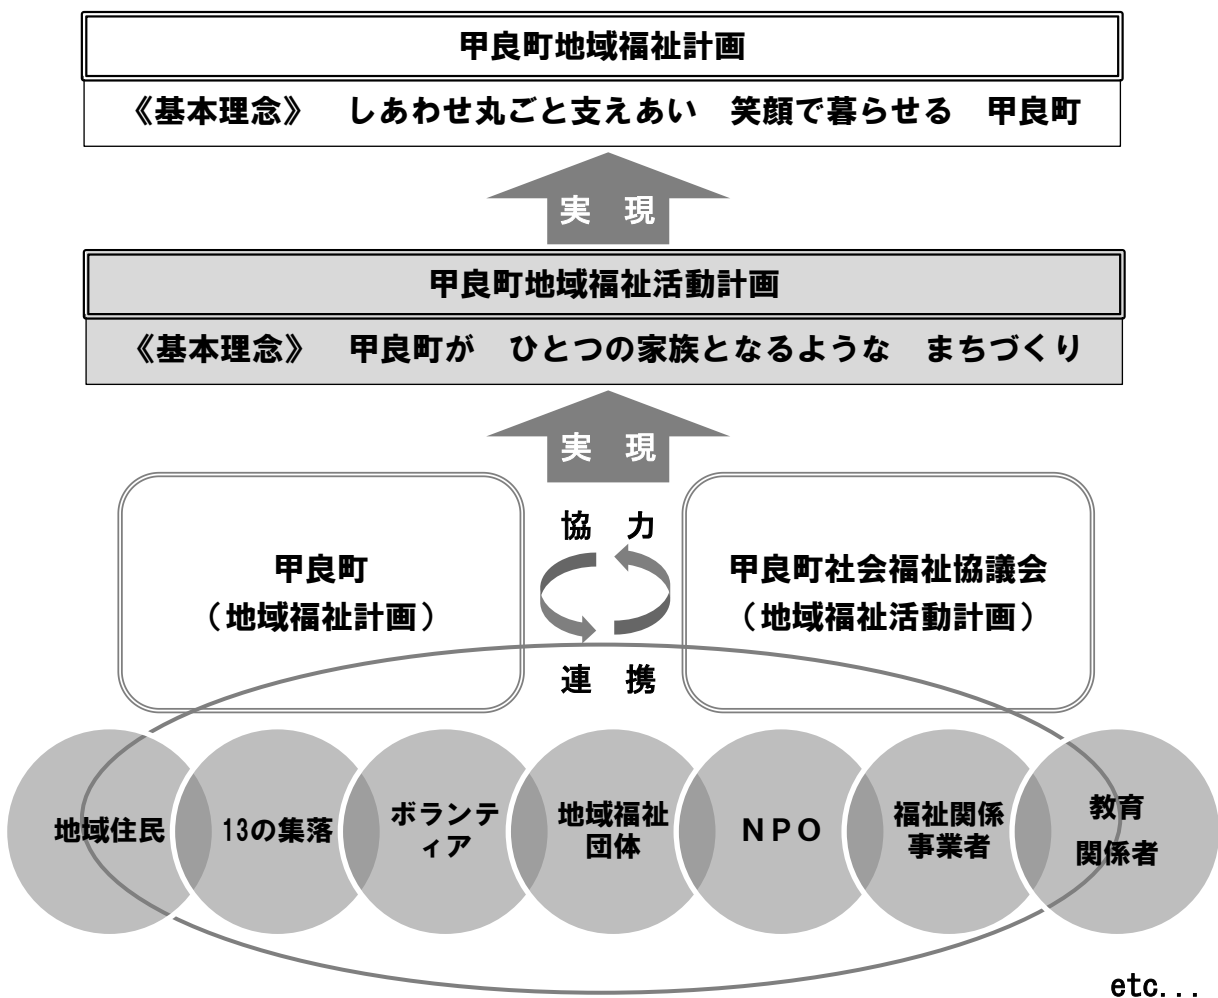 甲良町地域福祉計画
《基本理念》　しあわせ丸ごと支えあい　笑顔で暮らせる　甲良町
実　現
甲良町地域福祉活動計画
《基本理念》　甲良町が　ひとつの家族となるような　まちづくり
実　現
協　力
甲良町
（地域福祉計画）
甲良町社会福祉協議会
（地域福祉活動計画）
連　携
地域住民
13の集落
ボランテ
ィア
地域福祉
団体
ＮＰＯ
福祉関係
事業者
教育
関係者
etc...